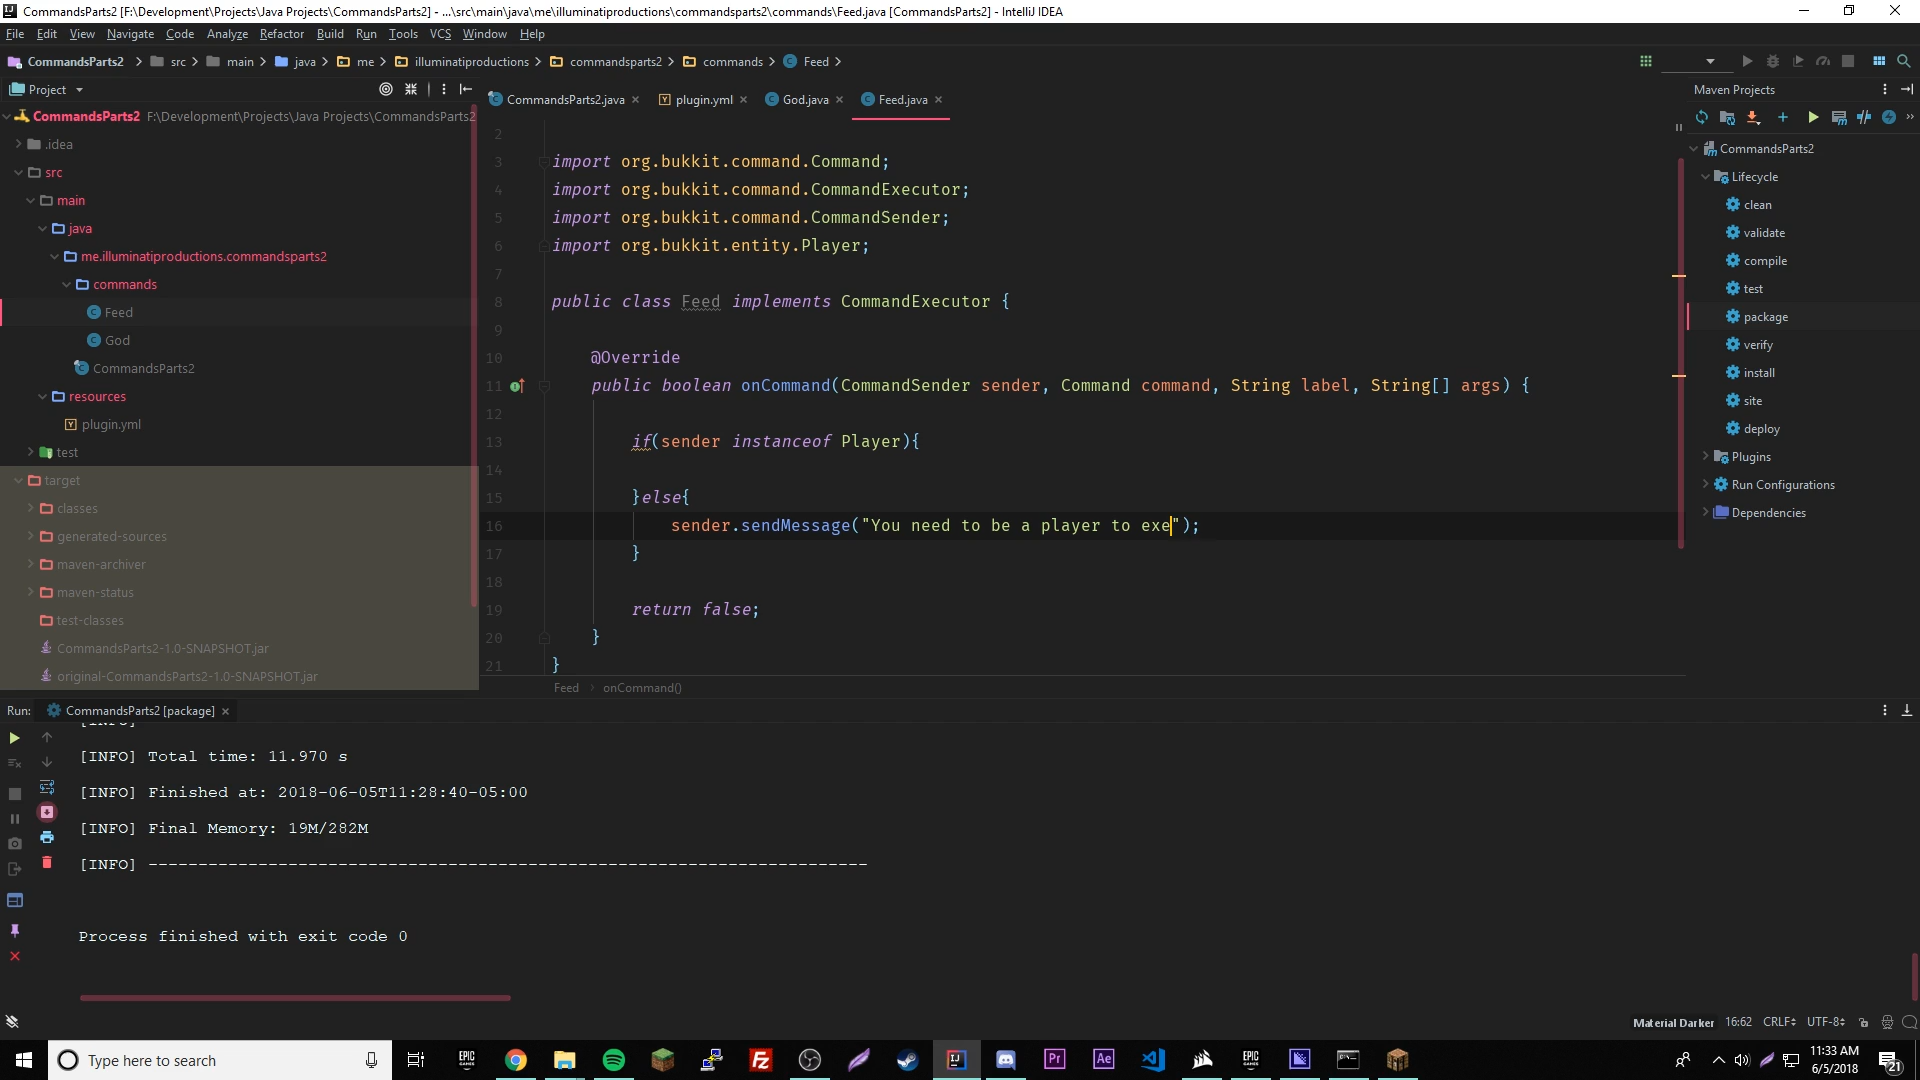 CommandsParts2 [F:\Development\Projects\Java Projects\CommandsParts2] - ...\src\main\java\me\illuminatiproductions\commandsparts2\commands\Feed.java [CommandsParts2] - IntelliJ IDEA
File Edit View Navigate Code Analyze Refactor Build Run Tools VCS Window Help
CommandsParts2 src main java me illuminatiproductions commandsparts2 commands Feed
Project
CommandsParts2 F:\Development\Projects\Java Projects\CommandsParts2
.idea
src
main
java
me.illuminatiproductions.commandsparts2
commands
Feed
God
CommandsParts2
resources
plugin.yml
test
target
classes
generated-sources
maven-archiver
maven-status
test-classes
CommandsParts2-1.0-SNAPSHOT.jar
original-CommandsParts2-1.0-SNAPSHOT.jar
CommandsParts2.java plugin.yml God.java Feed.java
2
3 import org.bukkit.command.Command;
4 import org.bukkit.command.CommandExecutor;
5 import org.bukkit.command.CommandSender;
6 import org.bukkit.entity.Player;
7
8 public class Feed implements CommandExecutor {
9
10 @Override
11 public boolean onCommand(CommandSender sender, Command command, String label, String[] args) {
12
13 if(sender instanceof Player){
14
15 }else{
16 sender.sendMessage("You need to be a player to exe");
17 }
18
19 return false;
20 }
21 }
Feed onCommand()
Maven Projects
CommandsParts2
Lifecycle
clean
validate
compile
test
package
verify
install
site
deploy
Plugins
Run Configurations
Dependencies
Run: CommandsParts2 [package]
[INFO]
[INFO] Total time: 11.970 s
[INFO] Finished at: 2018-06-05T11:28:40-05:00
[INFO] Final Memory: 19M/282M
[INFO] ------------------------------------------------------------------------
Process finished with exit code 0
Material Darker 16:62 CRLF UTF-8
Type here to search
EPIC GAMES
FZ
IJ
Pr
Ae
EPIC GAMES
11:33 AM
6/5/2018
21